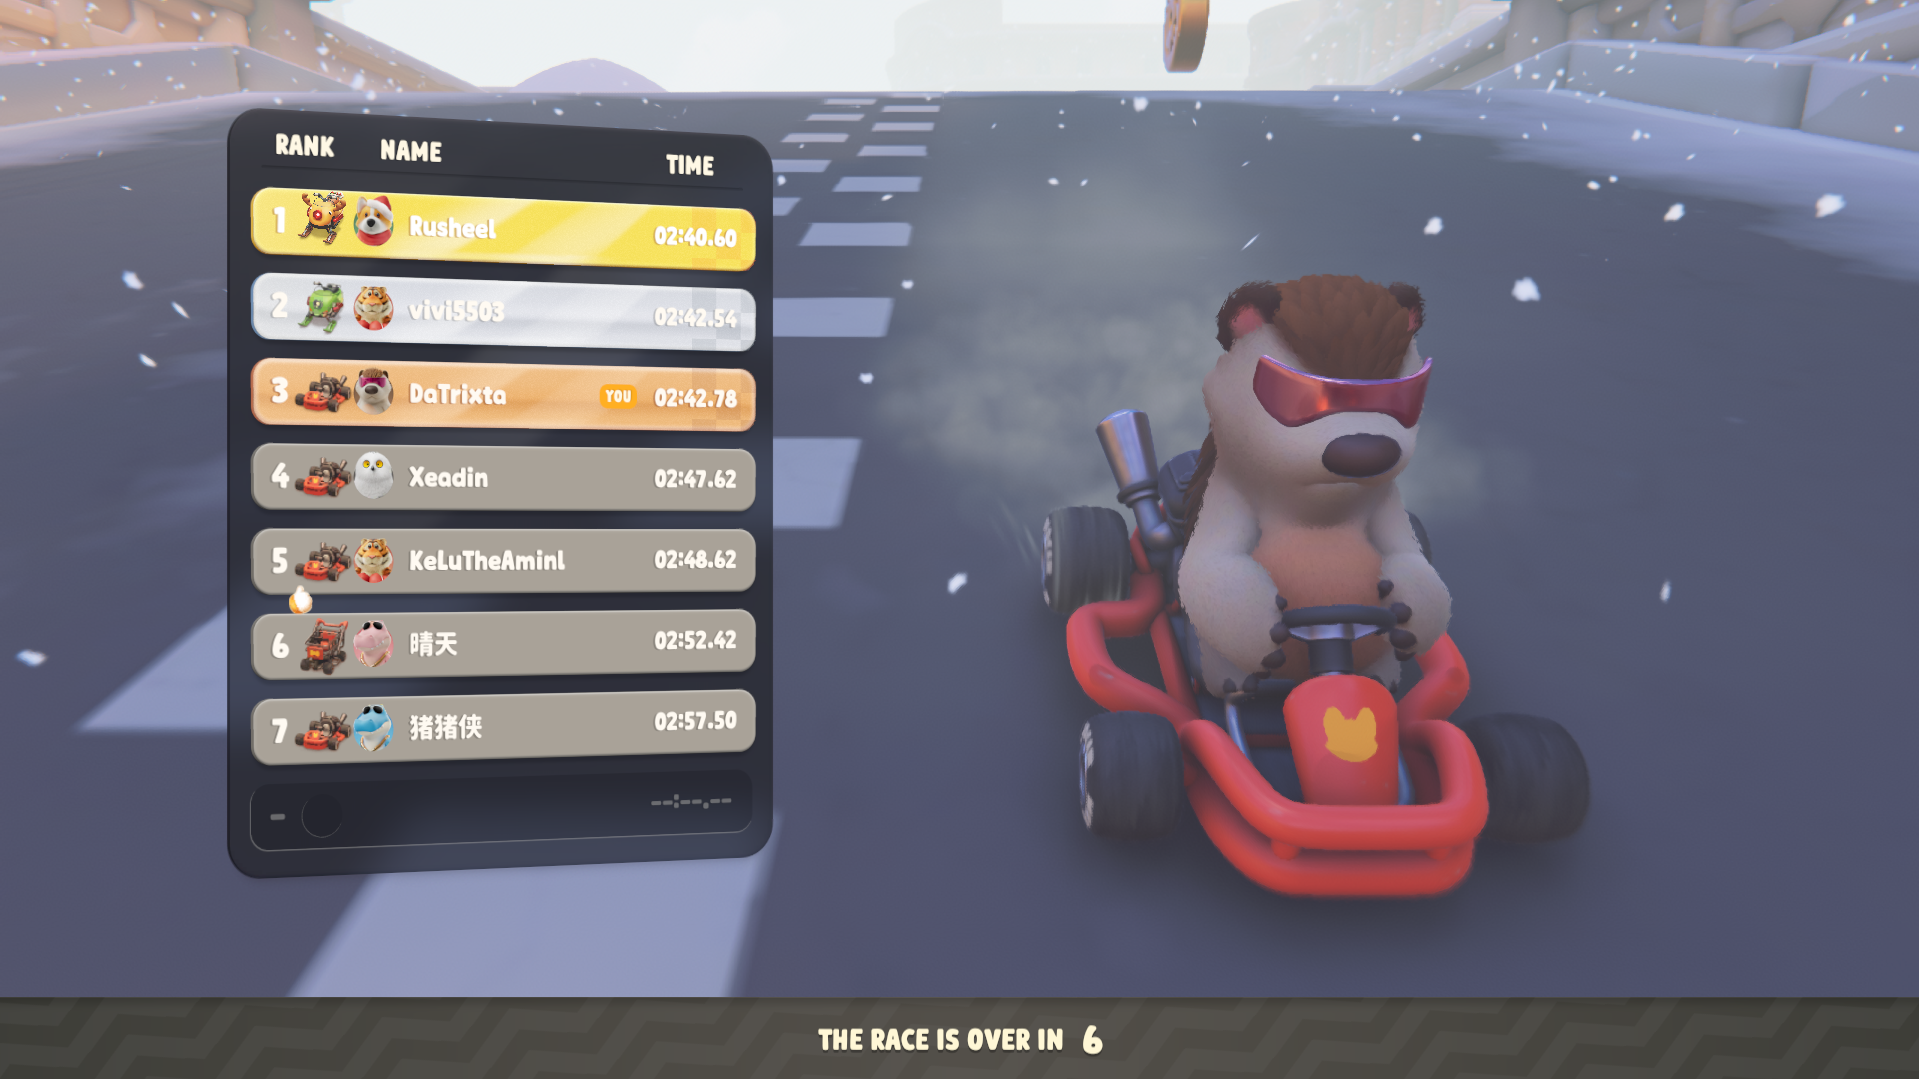 RANK NAME TIME
1 Rusheel 02:40.60
2 vivi5503 02:42.54
3 DaTrixta YOU 02:42.78
4 Xeadin 02:47.62
5 KeLuTheAminl 02:48.62
6 晴天 02:52.42
7 猪猪侠 02:57.50
- --:--.--
THE RACE IS OVER IN 6